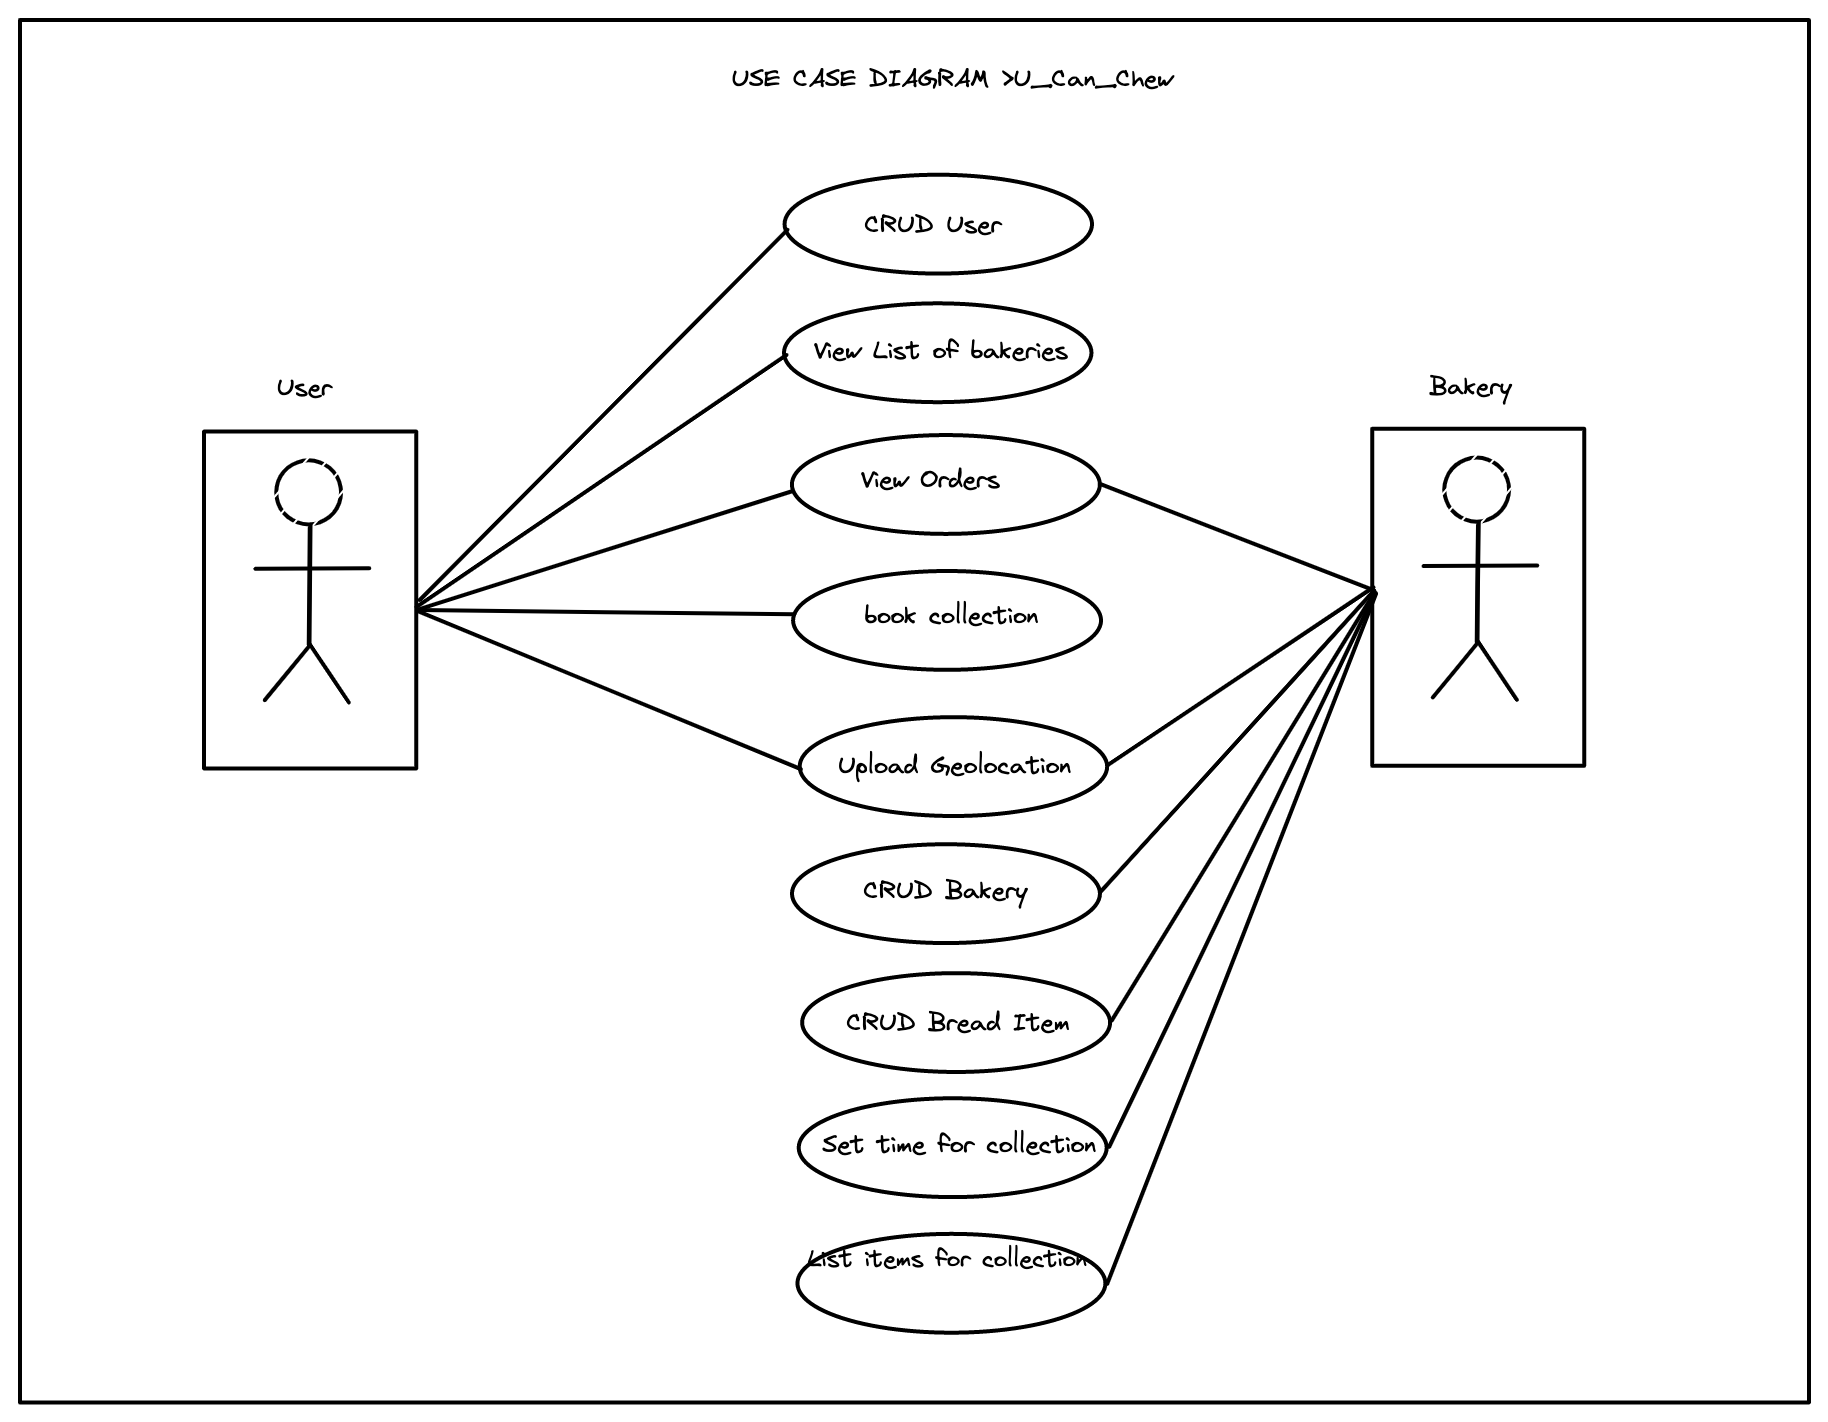 USE CASE DIAGRAM >U_Can_Chew
CRUD User
View List of bakeries
User
Bakery
View Orders
book collection
Upload Geolocation
CRUD Bakery
CRUD Bread Item
Set time for collection
List items for collection